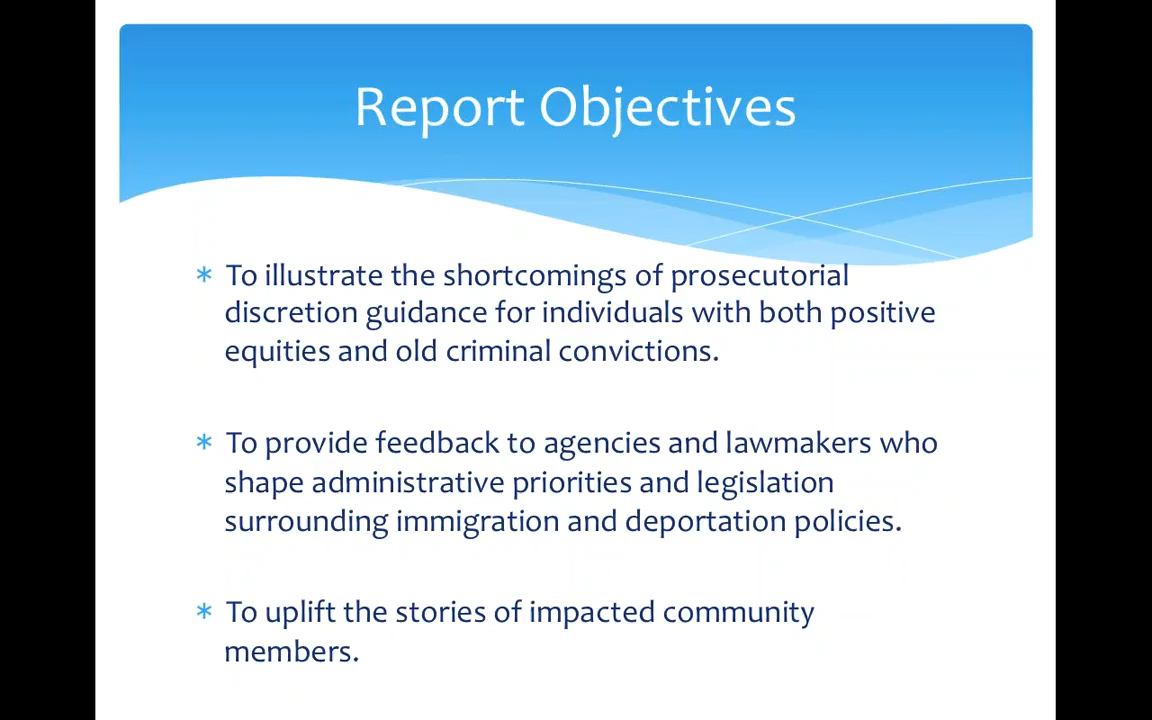 Report Objectives
* To illustrate the shortcomings of prosecutorial
discretion guidance for individuals with both positive
equities and old criminal convictions.
* To provide feedback to agencies and lawmakers who
shape administrative priorities and legislation
surrounding immigration and deportation policies.
* To uplift the stories of impacted community
members.